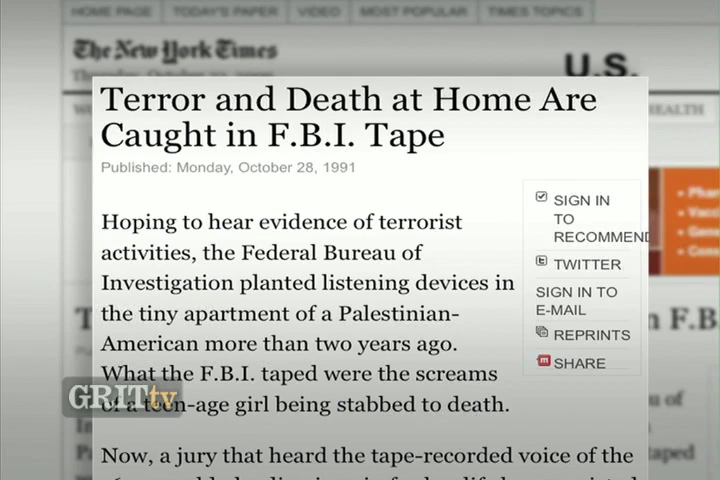 HOME PAGE TODAY'S PAPER VIDEO MOST POPULAR TIMES TOPICS
The New York Times
U.S.
HEALTH
Terror and Death at Home Are
Caught in F.B.I. Tape
Published: Monday, October 28, 1991
Hoping to hear evidence of terrorist
activities, the Federal Bureau of
Investigation planted listening devices in
the tiny apartment of a Palestinian-
American more than two years ago.
What the F.B.I. taped were the screams
of a teen-age girl being stabbed to death.
Now, a jury that heard the tape-recorded voice of the
SIGN IN
TO
RECOMMEND
TWITTER
SIGN IN TO
E-MAIL
REPRINTS
SHARE
GRITtv